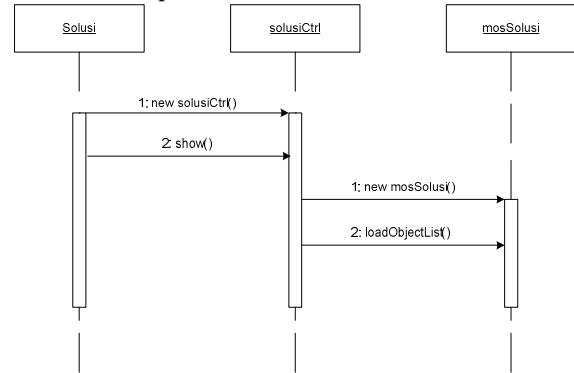 Solusi
solusiCtrl
mosSolusi
1: new solusiCtrl()
2: show()
1: new mosSolusi()
2: loadObjectList()